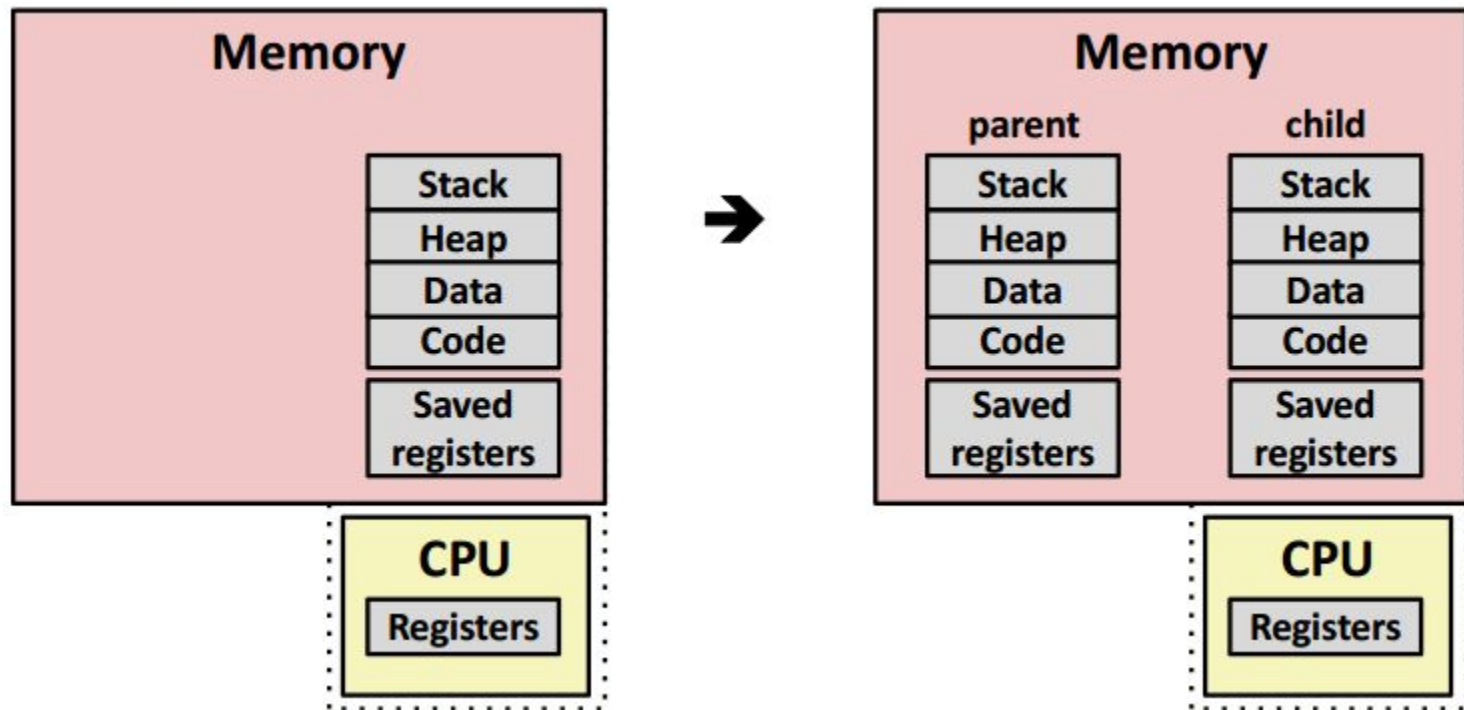 Memory
Stack
Heap
Data
Code
Saved
registers
CPU
Registers
Memory
parent
child
Stack
Stack
Heap
Heap
Data
Data
Code
Code
Saved
registers
Saved
registers
CPU
Registers